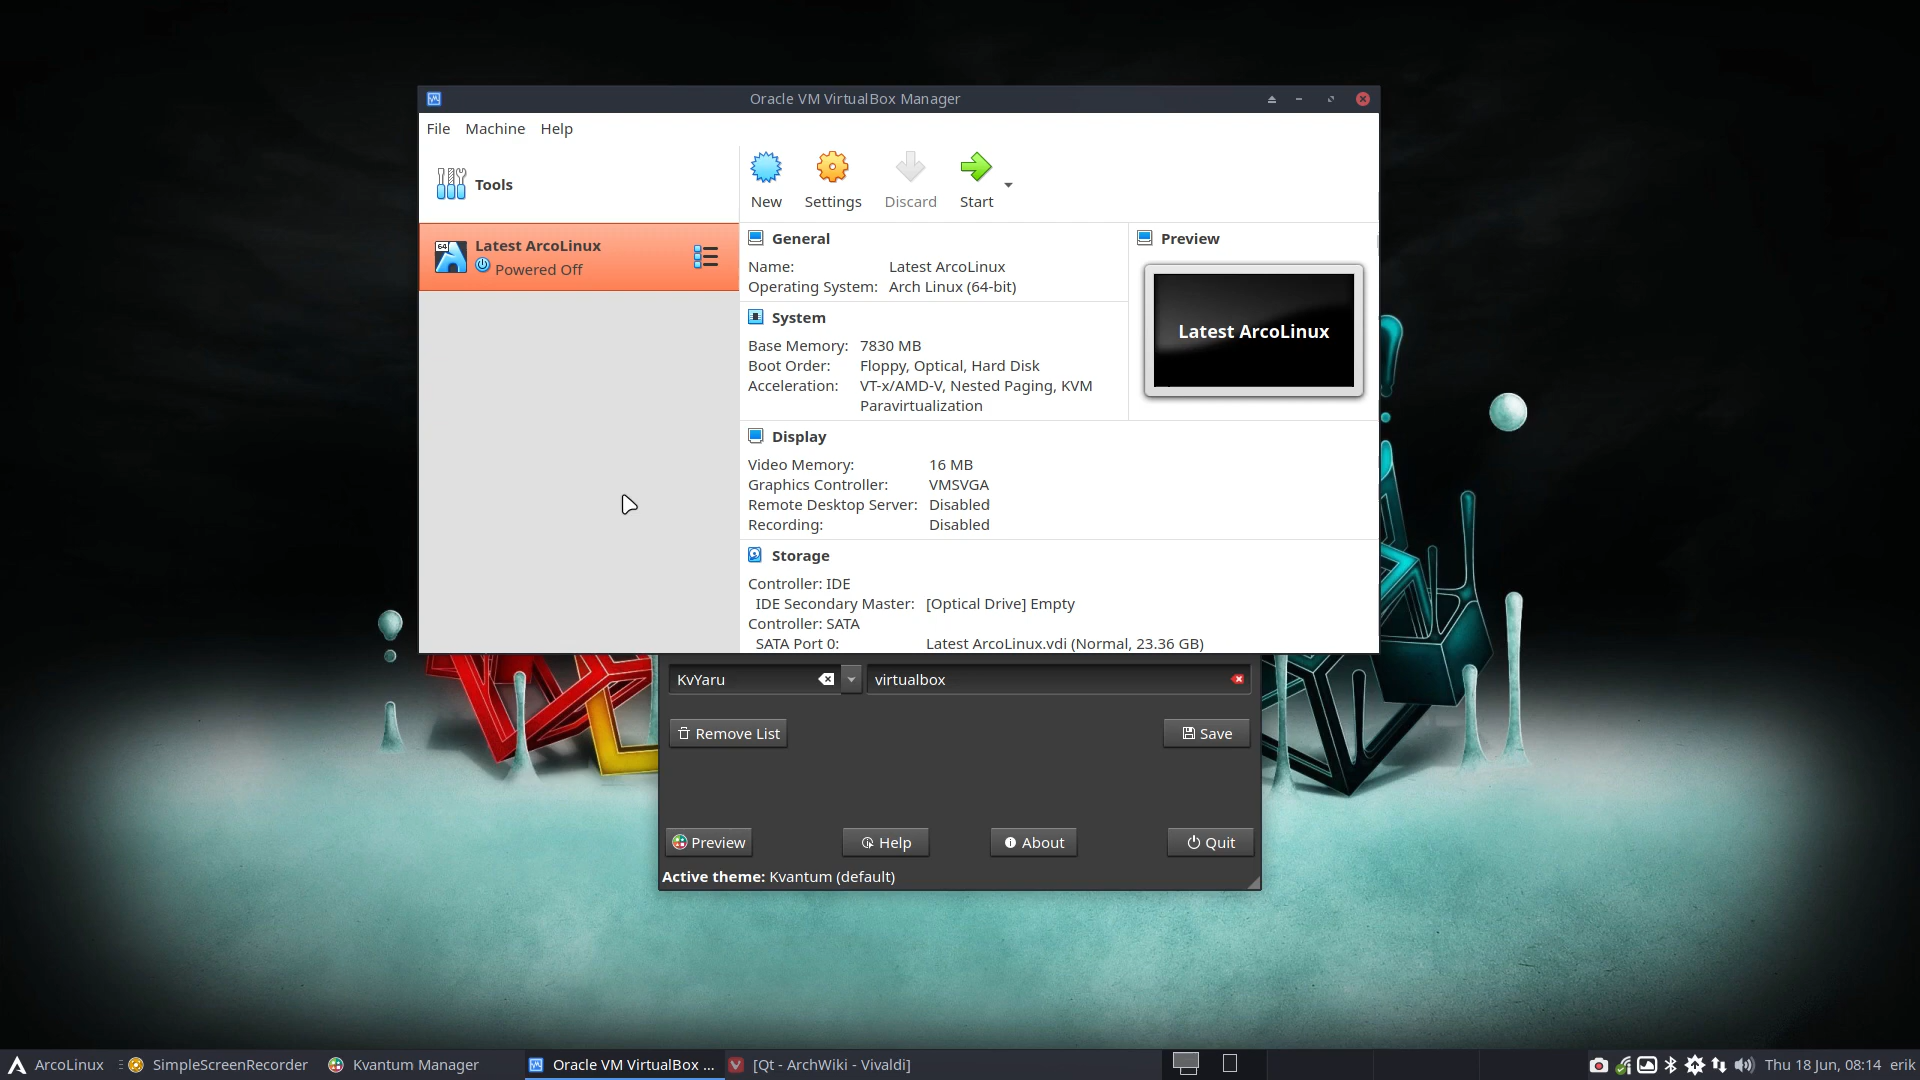 Oracle VM VirtualBox Manager
File Machine Help
Tools
New Settings Discard Start
64
Latest ArcoLinux
Powered Off
General
Name: Latest ArcoLinux
Operating System: Arch Linux (64-bit)
Preview
Latest ArcoLinux
System
Base Memory: 7830 MB
Boot Order: Floppy, Optical, Hard Disk
Acceleration: VT-x/AMD-V, Nested Paging, KVM
Paravirtualization
Display
Video Memory: 16 MB
Graphics Controller: VMSVGA
Remote Desktop Server: Disabled
Recording: Disabled
Storage
Controller: IDE
IDE Secondary Master: [Optical Drive] Empty
Controller: SATA
SATA Port 0: Latest ArcoLinux.vdi (Normal, 23.36 GB)
KvYaru virtualbox
Remove List Save
Preview Help About Quit
Active theme: Kvantum (default)
ArcoLinux SimpleScreenRecorder Kvantum Manager Oracle VM VirtualBox ... [Qt - ArchWiki - Vivaldi] Thu 18 Jun, 08:14 erik